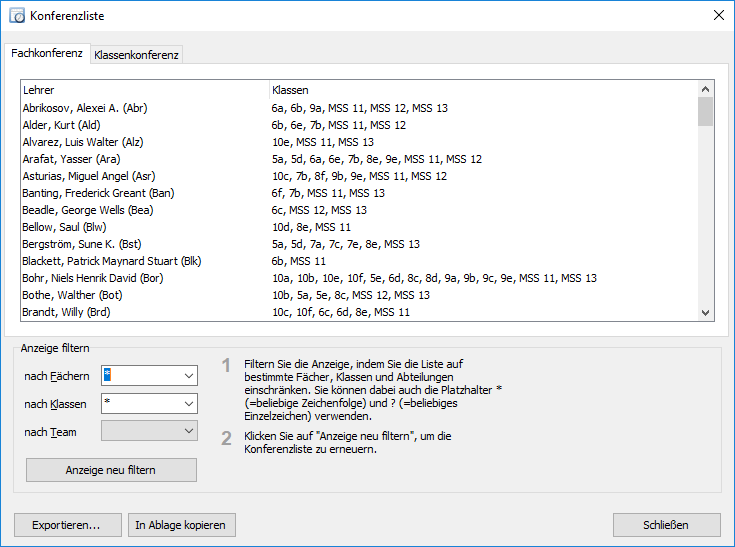 Konferenzliste
Fachkonferenz Klassenkonferenz
Lehrer Klassen
Abrikosov, Alexei A. (Abr) 6a, 6b, 9a, MSS 11, MSS 12, MSS 13
Alder, Kurt (Ald) 6b, 6e, 7b, MSS 11, MSS 12
Alvarez, Luis Walter (Alz) 10e, MSS 11, MSS 13
Arafat, Yasser (Ara) 5a, 5d, 6a, 6e, 7b, 8e, 9e, MSS 11, MSS 12
Asturias, Miguel Angel (Asr) 10c, 7b, 8f, 9b, 9e, MSS 11, MSS 12
Banting, Frederick Greant (Ban) 6f, 7b, MSS 11, MSS 13
Beadle, George Wells (Bea) 6c, MSS 12, MSS 13
Bellow, Saul (Blw) 10d, 8e, MSS 11
Bergström, Sune K. (Bst) 5a, 5d, 7a, 7c, 7e, 8e, MSS 13
Blackett, Patrick Maynard Stuart (Blk) 6b, MSS 11
Bohr, Niels Henrik David (Bor) 10a, 10b, 10e, 10f, 5e, 6d, 8c, 8d, 9a, 9b, 9c, 9e, MSS 11, MSS 13
Bothe, Walther (Bot) 10b, 5a, 5e, 8c, MSS 12, MSS 13
Brandt, Willy (Brd) 10c, 10f, 6c, 6d, 8e, MSS 11
Anzeige filtern
nach Fächern *
nach Klassen *
nach Team
Anzeige neu filtern
1 Filtern Sie die Anzeige, indem Sie die Liste auf
bestimmte Fächer, Klassen und Abteilungen
einschränken. Sie können dabei auch die Platzhalter *
(=beliebige Zeichenfolge) und ? (=beliebiges
Einzelzeichen) verwenden.
2 Klicken Sie auf "Anzeige neu filtern", um die
Konferenzliste zu erneuern.
Exportieren... In Ablage kopieren Schließen